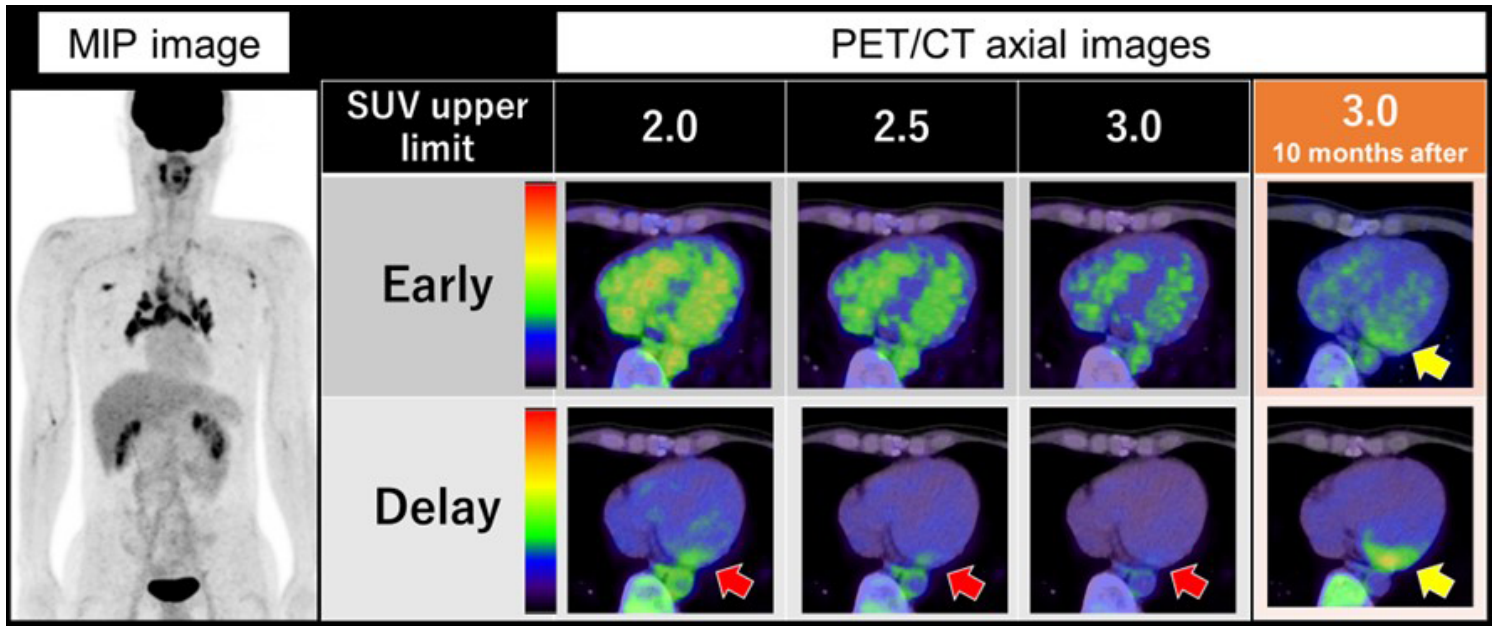 MIP image
PET/CT axial images
SUV upper
limit
2.0
2.5
3.0
3.0
10 months after
Early
Delay